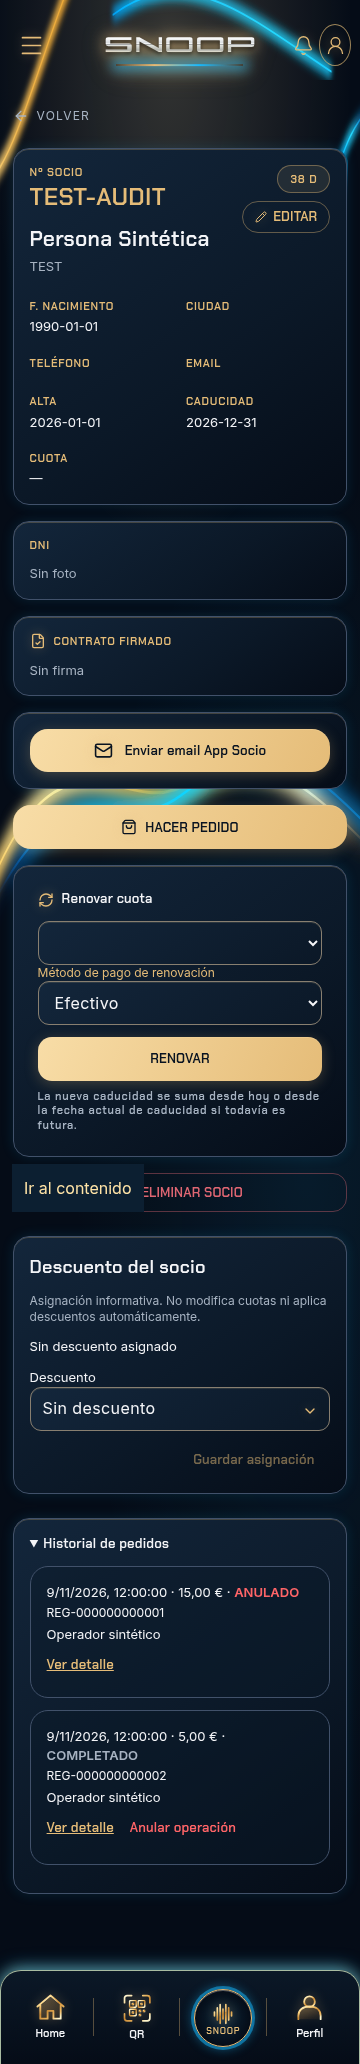 SNOOP
VOLVER
Nº SOCIO
38 D
TEST-AUDIT
EDITAR
Persona Sintética
TEST
F. NACIMIENTO
CIUDAD
1990-01-01
TELÉFONO
EMAIL
ALTA
CADUCIDAD
2026-01-01
2026-12-31
CUOTA
—
DNI
Sin foto
CONTRATO FIRMADO
Sin firma
Enviar email App Socio
HACER PEDIDO
Renovar cuota
Método de pago de renovación
Efectivo
RENOVAR
La nueva caducidad se suma desde hoy o desde
la fecha actual de caducidad si todavía es
futura.
Ir al contenido
ELIMINAR SOCIO
Descuento del socio
Asignación informativa. No modifica cuotas ni aplica
descuentos automáticamente.
Sin descuento asignado
Descuento
Sin descuento
Guardar asignación
▼ Historial de pedidos
9/11/2026, 12:00:00 · 15,00 € · ANULADO
REG-000000000001
Operador sintético
Ver detalle
9/11/2026, 12:00:00 · 5,00 € ·
COMPLETADO
REG-000000000002
Operador sintético
Ver detalle
Anular operación
Home
QR
SNOOP
Perfil